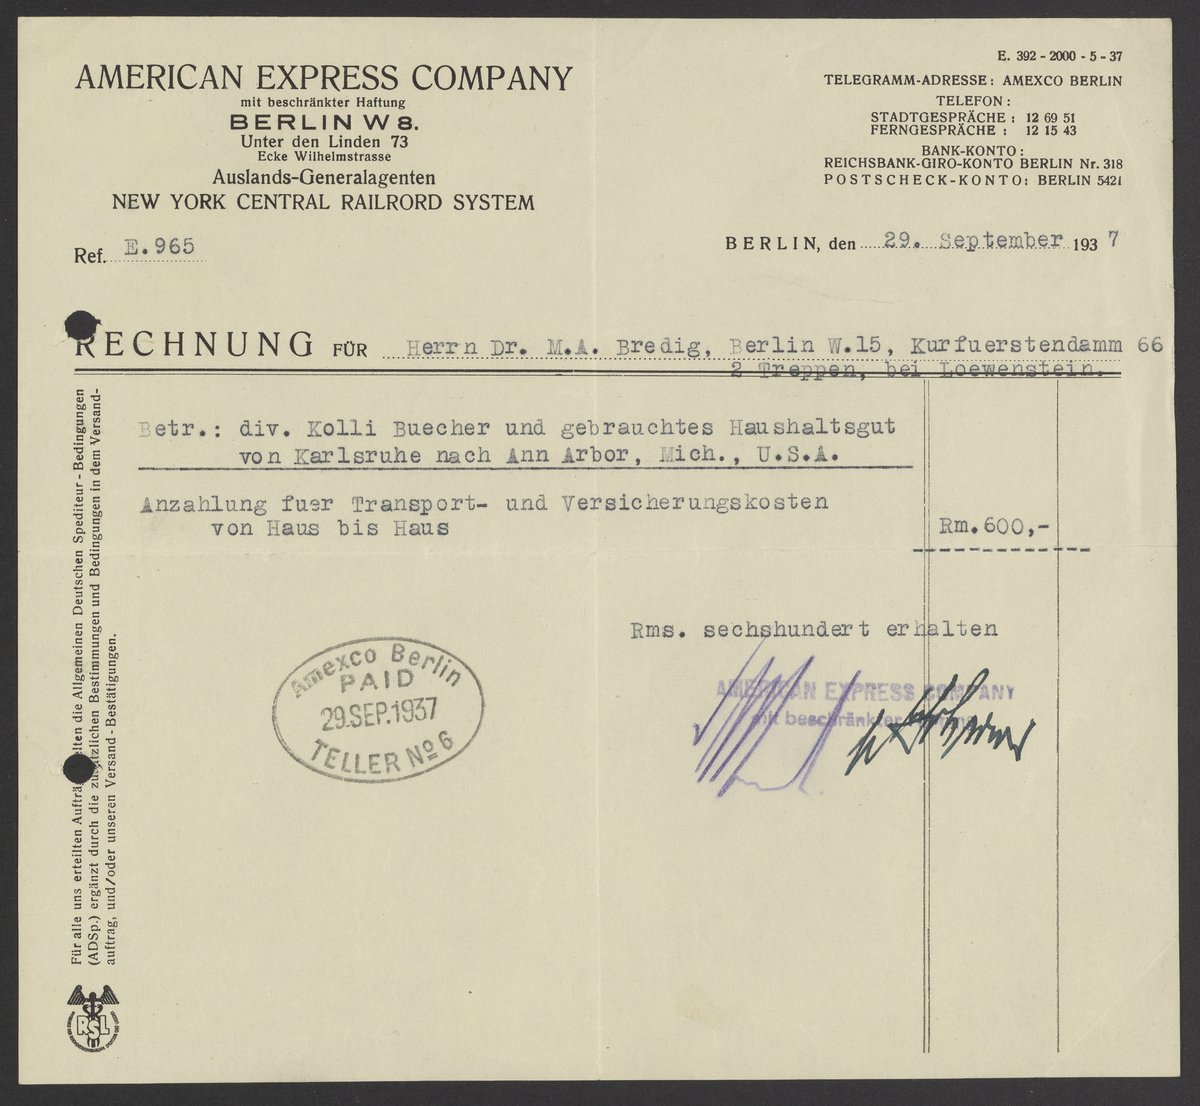 AMERICAN EXPRESS COMPANY
mit beschränkter Haftung
BERLIN W 8.
Unter den Linden 73
Ecke Wilhelmstrasse
Auslands-Generalagenten
NEW YORK CENTRAL RAILRORD SYSTEM
E. 392 - 2000 - 5 - 37
TELEGRAMM-ADRESSE: AMEXCO BERLIN
TELEFON:
STADTGESPRÄCHE: 12 69 51
FERNGESPRÄCHE: 12 15 43
BANK-KONTO:
REICHSBANK-GIRO-KONTO BERLIN Nr. 318
POSTSCHECK-KONTO: BERLIN 5421
Ref. E.965
BERLIN, den 29. September 1937
RECHNUNG FÜR Herrn Dr. M.A. Bredig, Berlin W.15, Kurfuerstendamm 66
2 Treppen, bei Loewenstein.
Betr.: div. Kolli Buecher und gebrauchtes Haushaltsgut
von Karlsruhe nach Ann Arbor, Mich., U.S.A.
Anzahlung fuer Transport- und Versicherungskosten
von Haus bis Haus Rm.600,-
Rms. sechshundert erhalten
AMERICAN EXPRESS COMPANY
mit beschränkter
Amexco Berlin
PAID
29.SEP.1937
TELLER No 6
Für alle uns erteilten Aufträge gelten die Allgemeinen Deutschen Spediteur-Bedingungen
(ADSp.) ergänzt durch die zusätzlichen Bestimmungen und Bedingungen in dem Versand-
auftrag, und/oder unseren Versand-Bestätigungen.
RSL